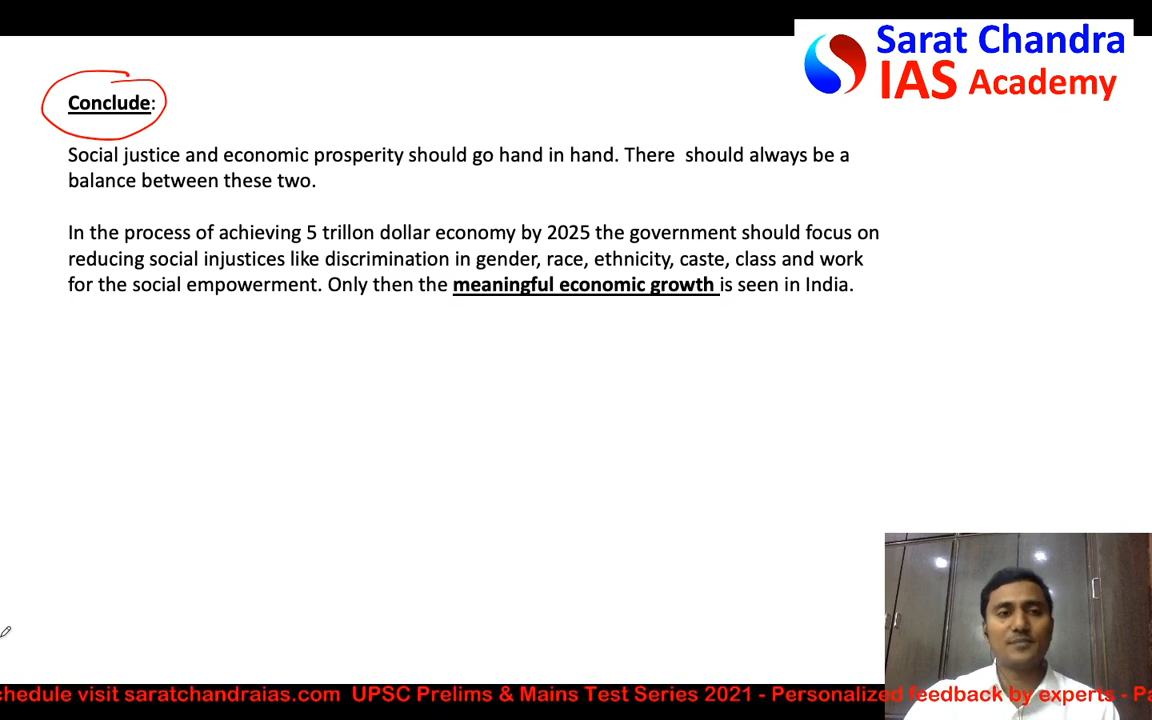 Sarat Chandra
IAS Academy
Conclude:
Social justice and economic prosperity should go hand in hand. There should always be a
balance between these two.
In the process of achieving 5 trillon dollar economy by 2025 the government should focus on
reducing social injustices like discrimination in gender, race, ethnicity, caste, class and work
for the social empowerment. Only then the meaningful economic growth is seen in India.
chedule visit saratchandraias.com UPSC Prelims & Mains Test Series 2021 - Personalized feedback by experts - Pa